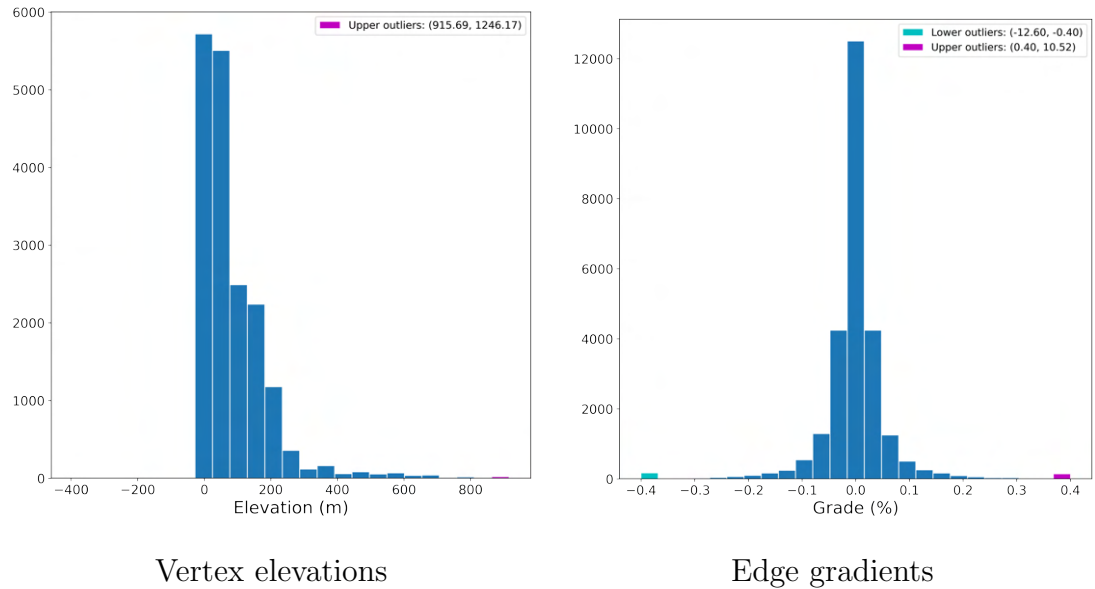 6000
5000
4000
3000
2000
1000
0
−400 −200 0 200 400 600 800
Elevation (m)
Upper outliers: (915.69, 1246.17)
Vertex elevations
12000
10000
8000
6000
4000
2000
0
−0.4 −0.3 −0.2 −0.1 0.0 0.1 0.2 0.3 0.4
Grade (%)
Lower outliers: (-12.60, -0.40)
Upper outliers: (0.40, 10.52)
Edge gradients